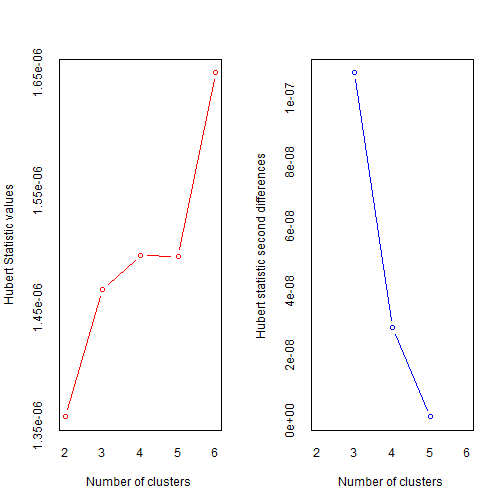 Hubert Statistic values
1.35e-06 1.45e-06 1.55e-06 1.65e-06
2 3 4 5 6
Number of clusters
Hubert statistic second differences
0e+00 2e-08 4e-08 6e-08 8e-08 1e-07
2 3 4 5 6
Number of clusters